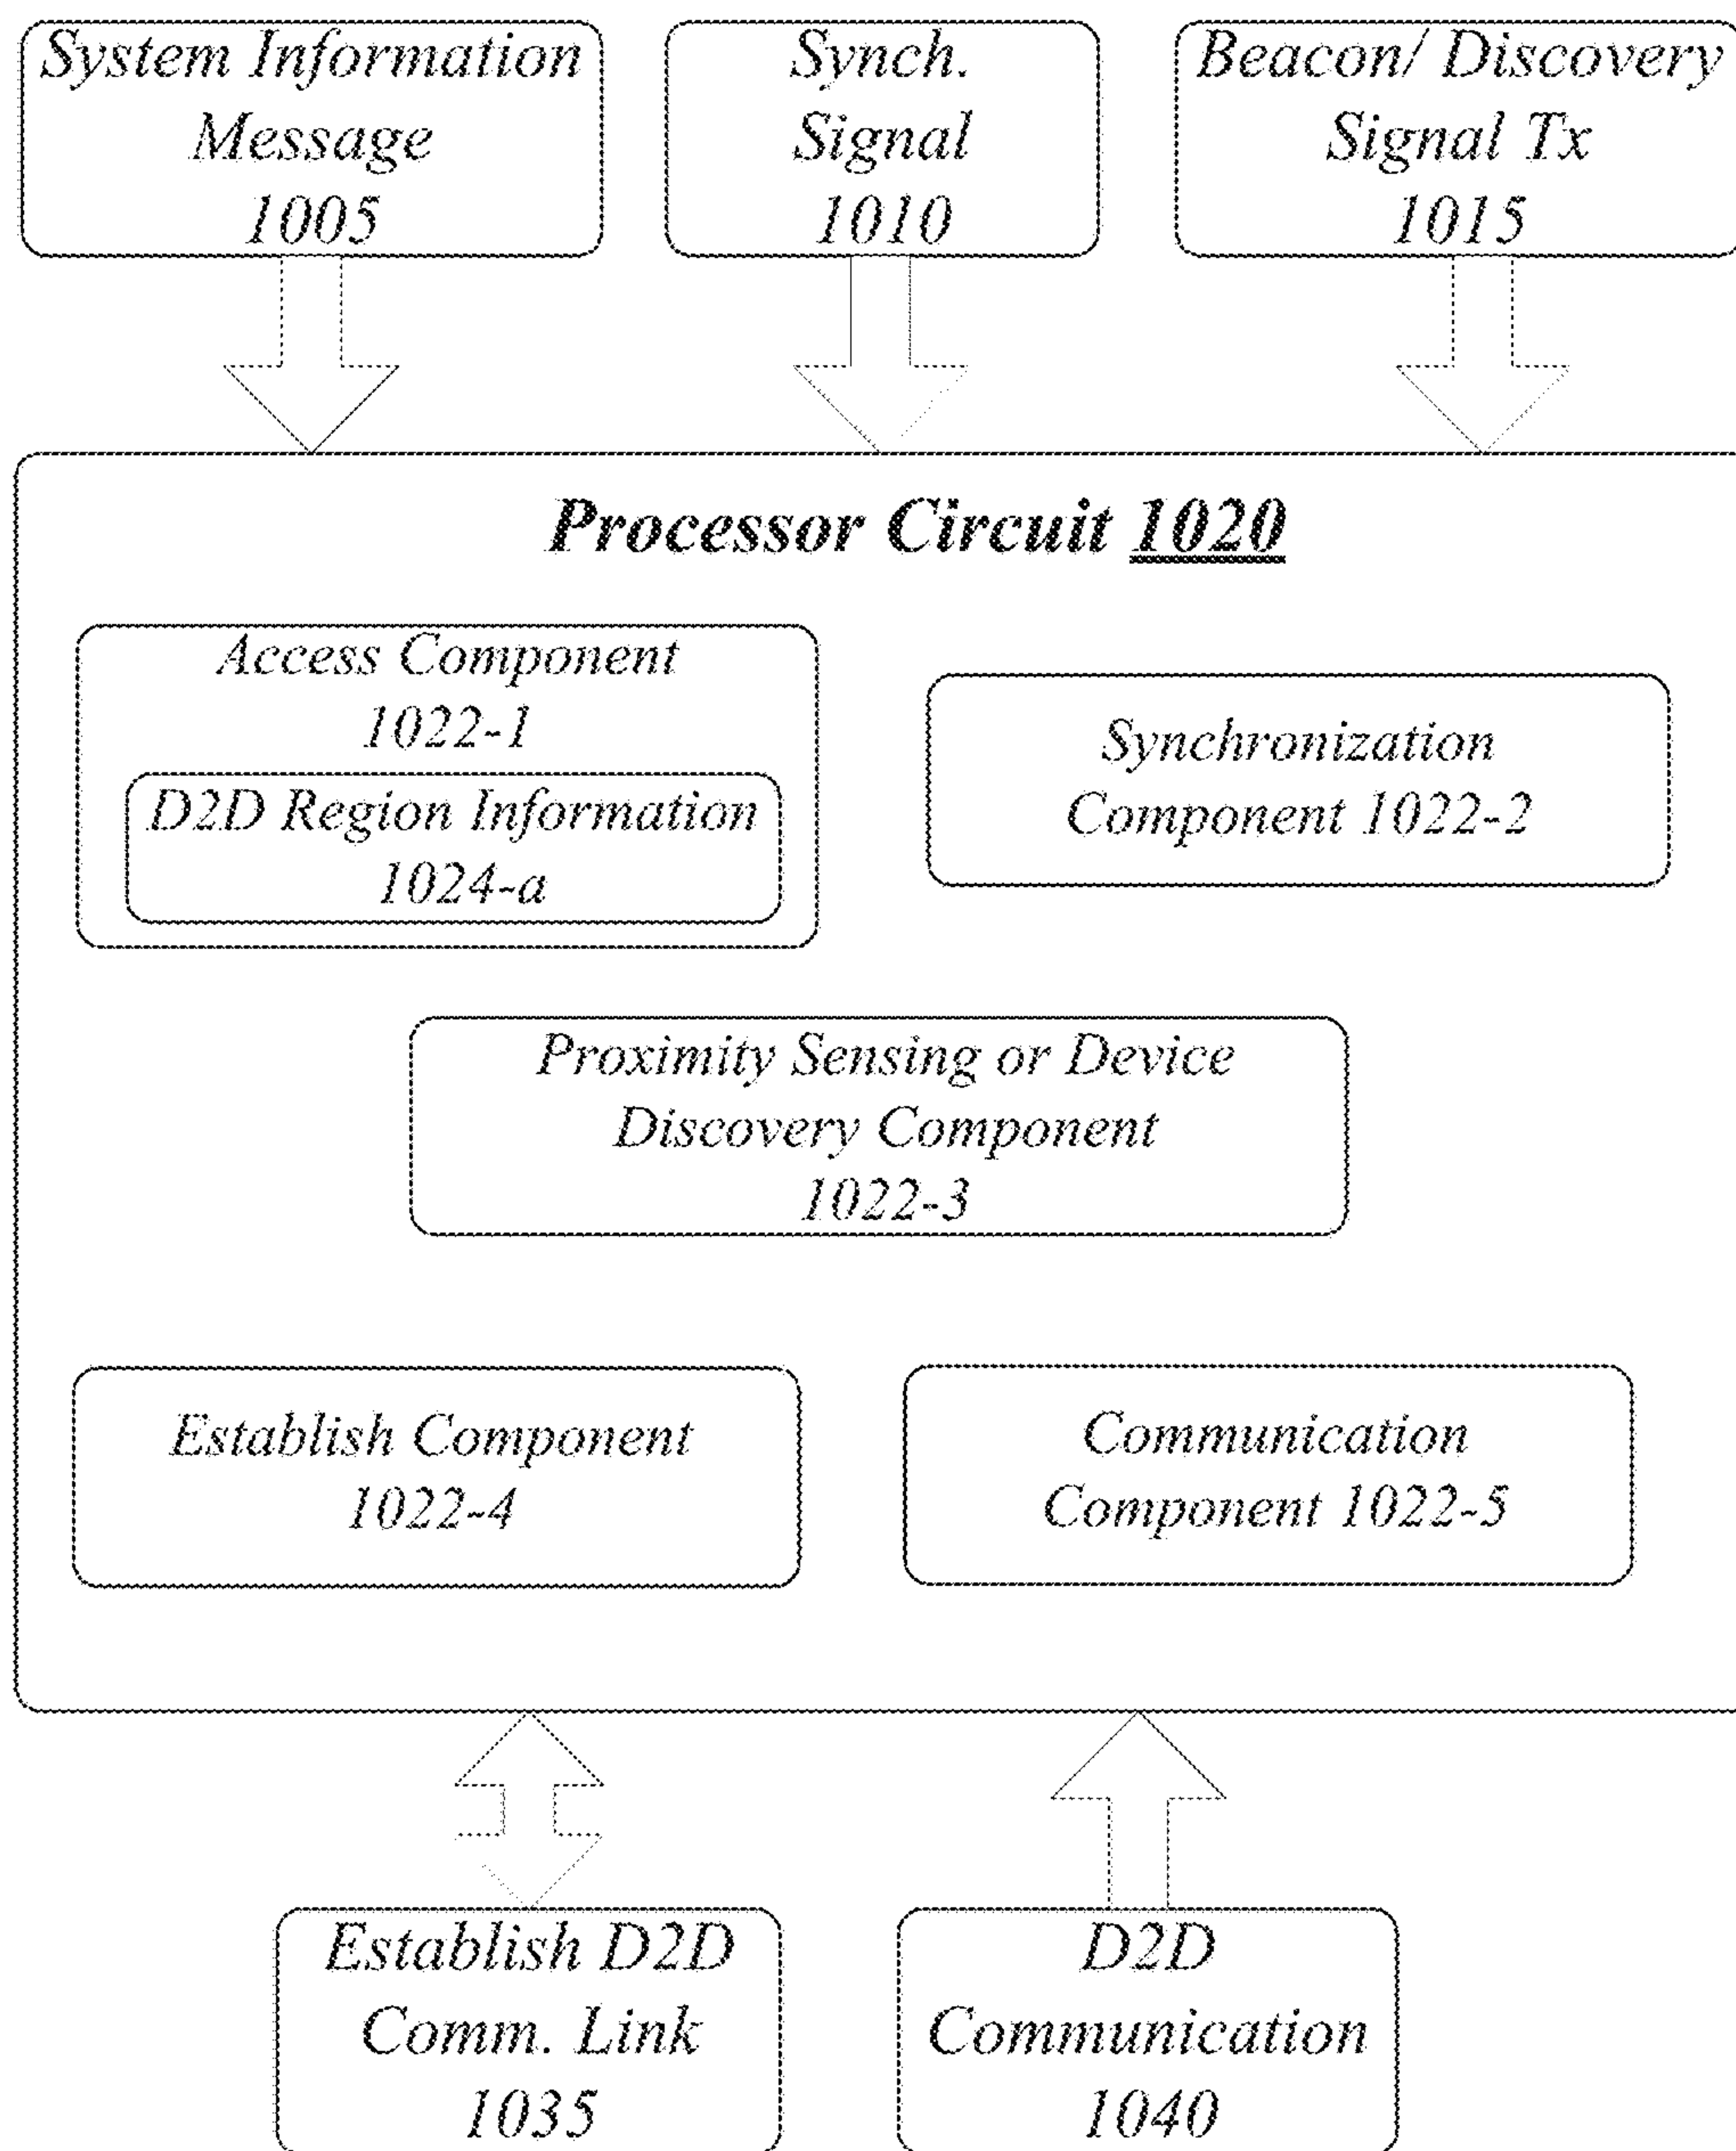 System Information
Message
1005
Synch.
Signal
1010
Beacon/ Discovery
Signal Tx
1015
Processor Circuit 1020
Access Component
1022-1
D2D Region Information
1024-a
Synchronization
Component 1022-2
Proximity Sensing or Device
Discovery Component
1022-3
Establish Component
1022-4
Communication
Component 1022-5
Establish D2D
Comm. Link
1035
D2D
Communication
1040